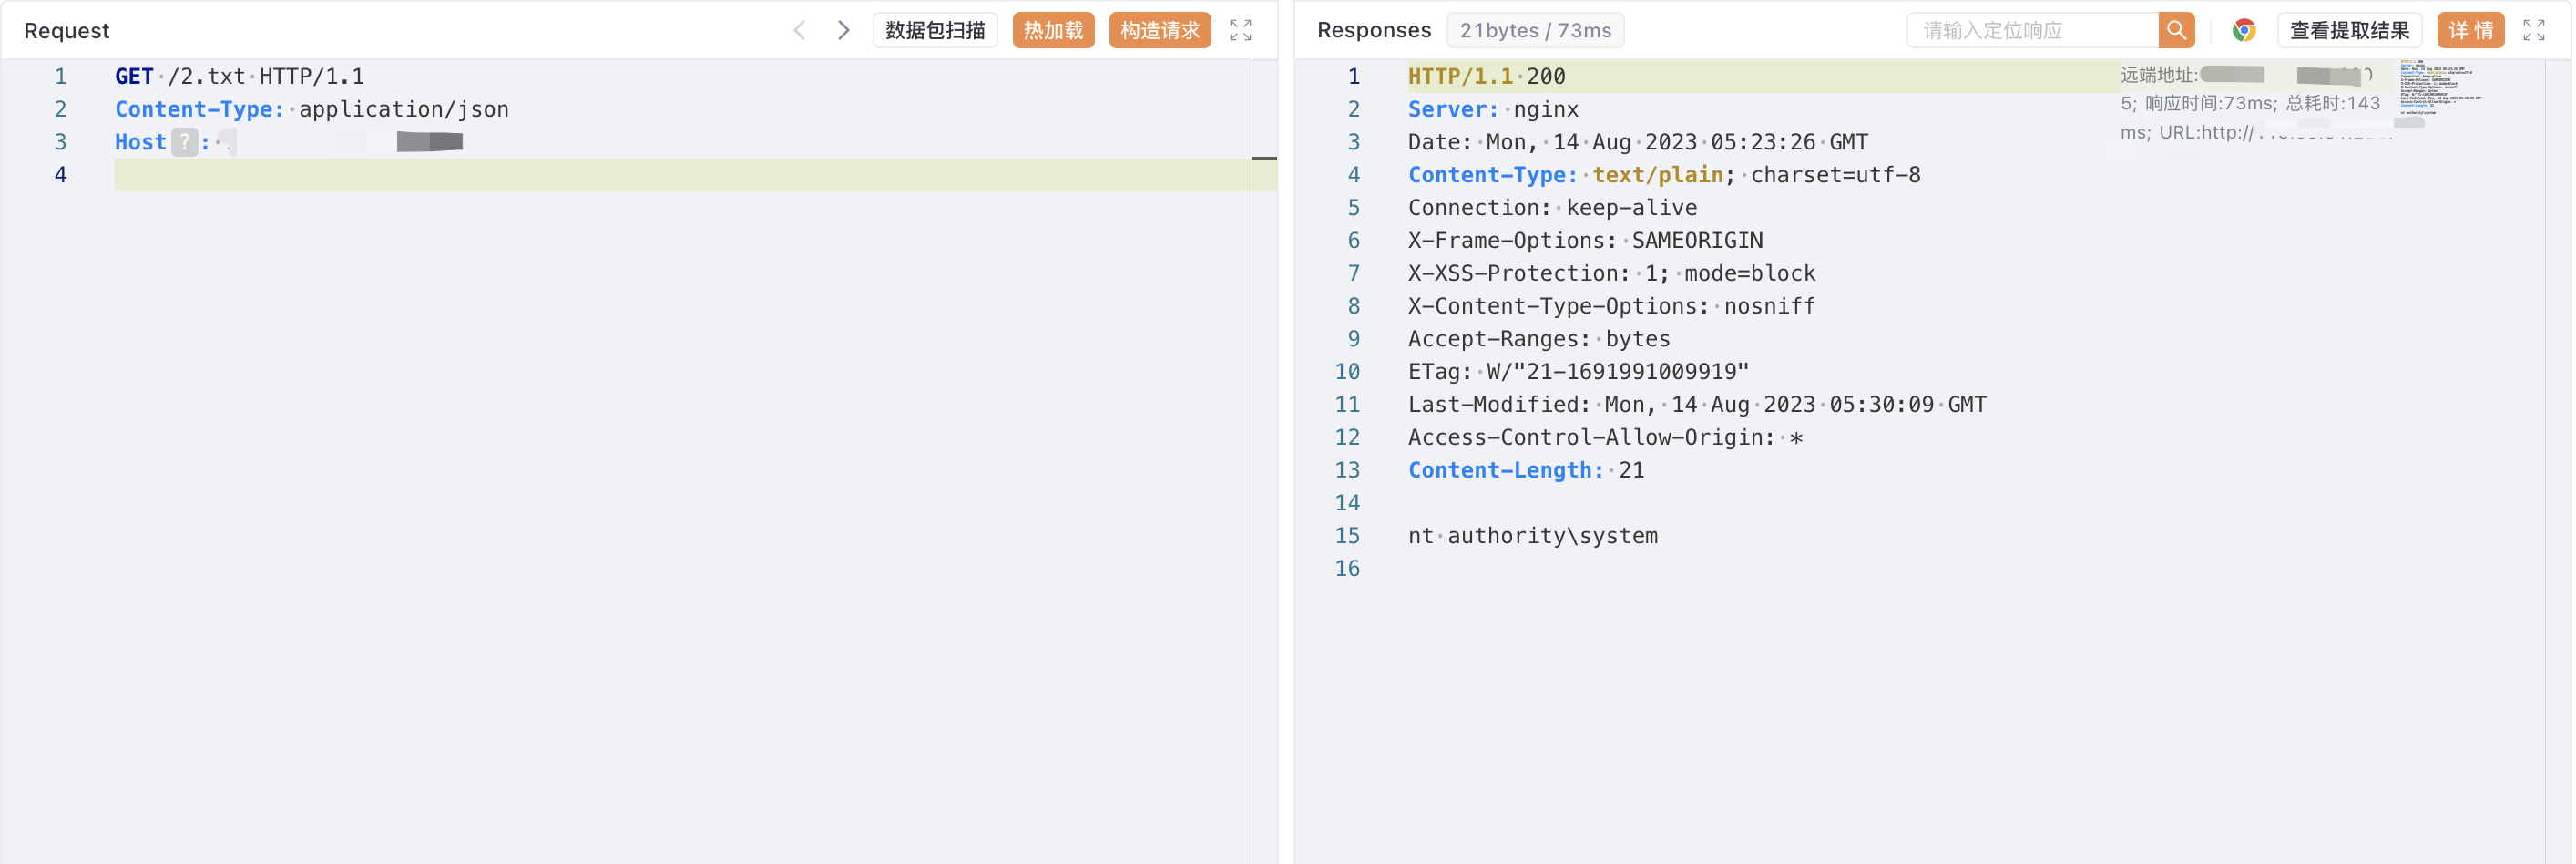 Request
数据包扫描
热加载
构造请求
1 GET /2.txt HTTP/1.1
2 Content-Type: application/json
3 Host ? :
4
Responses
21bytes / 73ms
请输入定位响应
查看提取结果
详 情
1 HTTP/1.1 200
2 Server: nginx
3 Date: Mon, 14 Aug 2023 05:23:26 GMT
4 Content-Type: text/plain; charset=utf-8
5 Connection: keep-alive
6 X-Frame-Options: SAMEORIGIN
7 X-XSS-Protection: 1; mode=block
8 X-Content-Type-Options: nosniff
9 Accept-Ranges: bytes
10 ETag: W/"21-1691991009919"
11 Last-Modified: Mon, 14 Aug 2023 05:30:09 GMT
12 Access-Control-Allow-Origin: *
13 Content-Length: 21
14
15 nt authority\system
16
远端地址:
5; 响应时间:73ms; 总耗时:143
ms; URL:http://